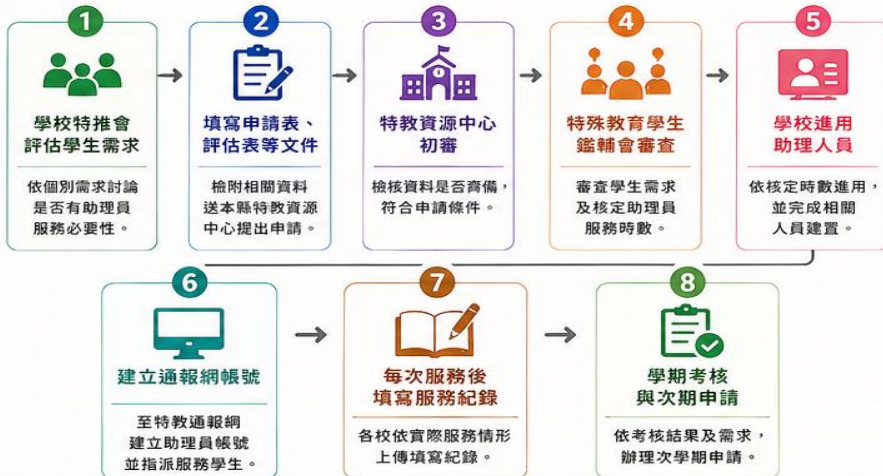 1
學校特推會
評估學生需求
依個別需求討論
是否有助理員
服務必要性。
2
填寫申請表、
評估表等文件
檢附相關資料
送本縣特教資源
中心提出申請。
3
特教資源中心
初審
檢核資料是否齊備，
符合申請條件。
4
特殊教育學生
鑑輔會審查
審查學生需求
及核定助理員
服務時數。
5
學校進用
助理人員
依核定時數進用，
並完成相關
人員建置。
6
建立通報網帳號
至特教通報網
建立助理員帳號
並指派服務學生。
7
每次服務後
填寫服務紀錄
各校依實際服務情形
上傳填寫紀錄。
8
學期考核
與次期申請
依考核結果及需求，
辦理次學期申請。